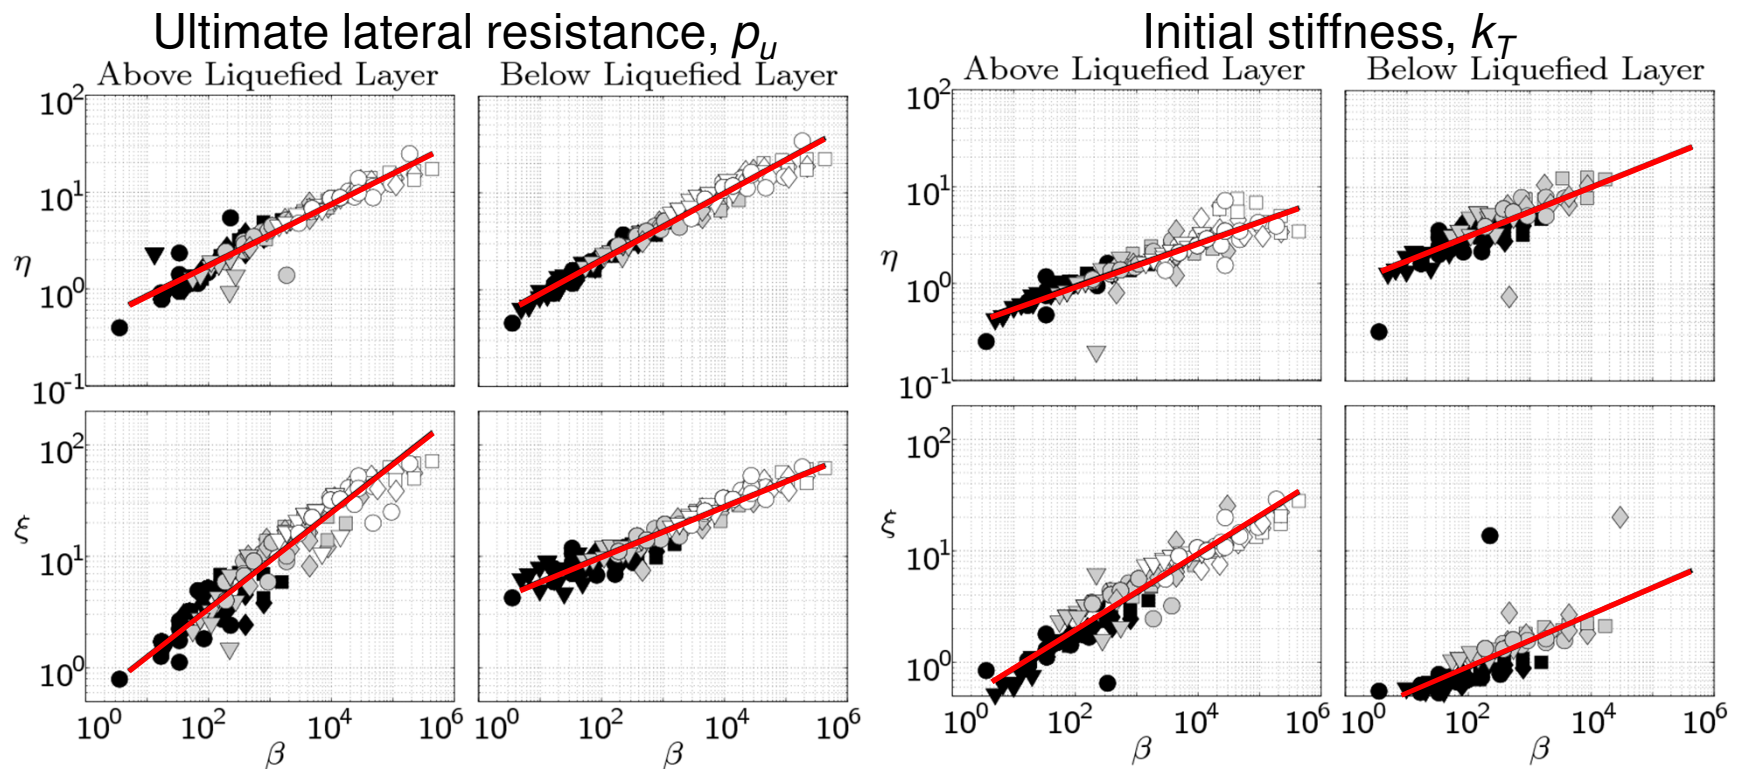 Ultimate lateral resistance, p_u
Initial stiffness, k_T
Above Liquefied Layer
Below Liquefied Layer
Above Liquefied Layer
Below Liquefied Layer
10^2
10^1
η
10^0
10^-1
10^2
10^1
η
10^0
10^-1
10^2
ξ
10^1
10^0
10^2
ξ
10^1
10^0
10^0 10^2 10^4 10^6
10^0 10^2 10^4 10^6
10^0 10^2 10^4 10^6
10^0 10^2 10^4 10^6
β
β
β
β